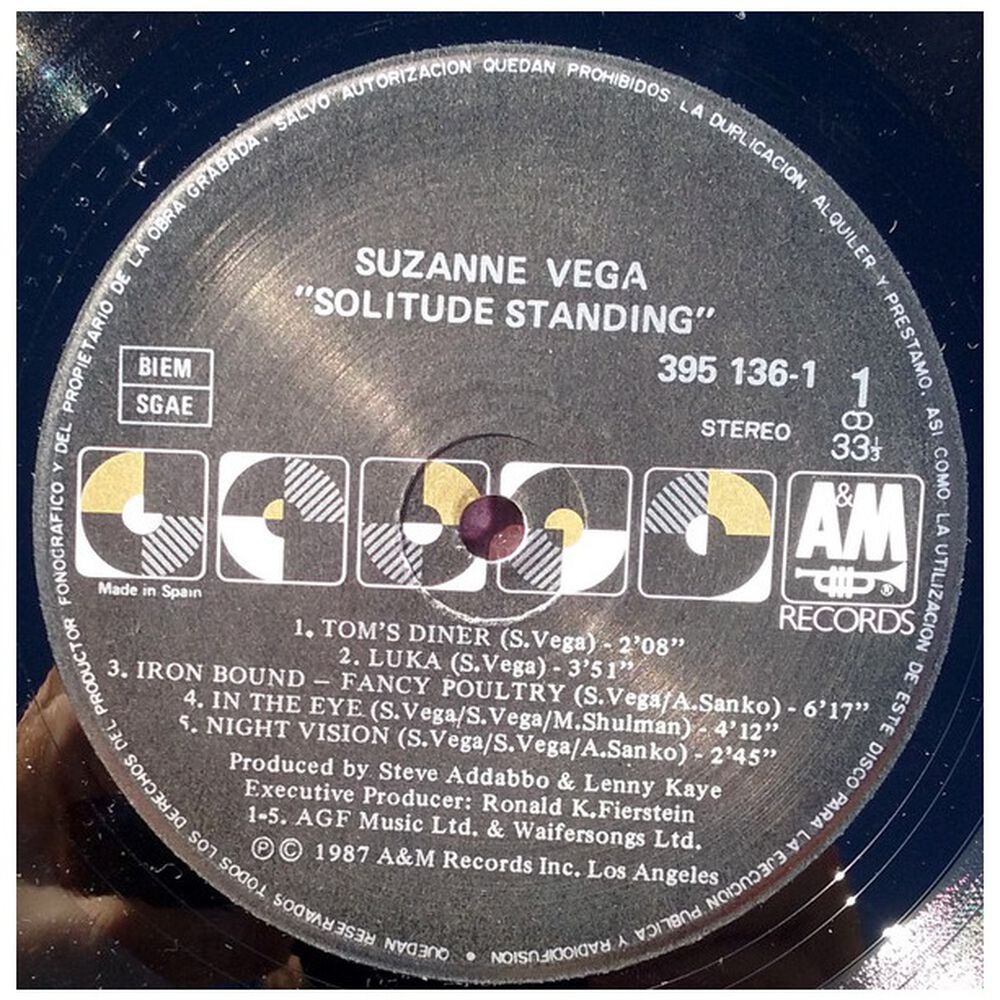 QUEDAN RESERVADOS TODOS LOS DERECHOS DEL PRODUCTOR FONOGRAFICO Y DEL PROPIETARIO DE LA OBRA GRABADA. SALVO AUTORIZACION QUEDAN PROHIBIDOS LA DUPLICACION. ALQUILER Y PRESTAMO. ASI COMO LA UTILIZACION DE ESTE DISCO PARA LA EJECUCION PUBLICA Y RADIODIFUSION •
SUZANNE VEGA
"SOLITUDE STANDING"
BIEM
SGAE
395 136-1
1
STEREO
33⅓
A&M
®
RECORDS
Made in Spain
1. TOM'S DINER (S.Vega) - 2'08"
2. LUKA (S.Vega) - 3'51"
3. IRON BOUND – FANCY POULTRY (S.Vega/A.Sanko) - 6'17"
4. IN THE EYE (S.Vega/S.Vega/M.Shulman) - 4'12"
5. NIGHT VISION (S.Vega/S.Vega/A.Sanko) - 2'45"
Produced by Steve Addabbo & Lenny Kaye
Executive Producer: Ronald K.Fierstein
1-5. AGF Music Ltd. & Waifersongs Ltd.
Ⓟ © 1987 A&M Records Inc. Los Angeles